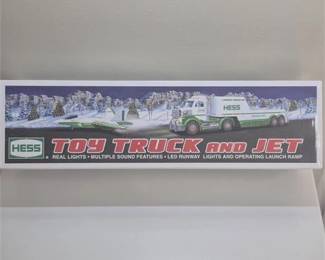 HESS
HESS
TOY TRUCK AND JET
REAL LIGHTS • MULTIPLE SOUND FEATURES • LED RUNWAY LIGHTS AND OPERATING LAUNCH RAMP